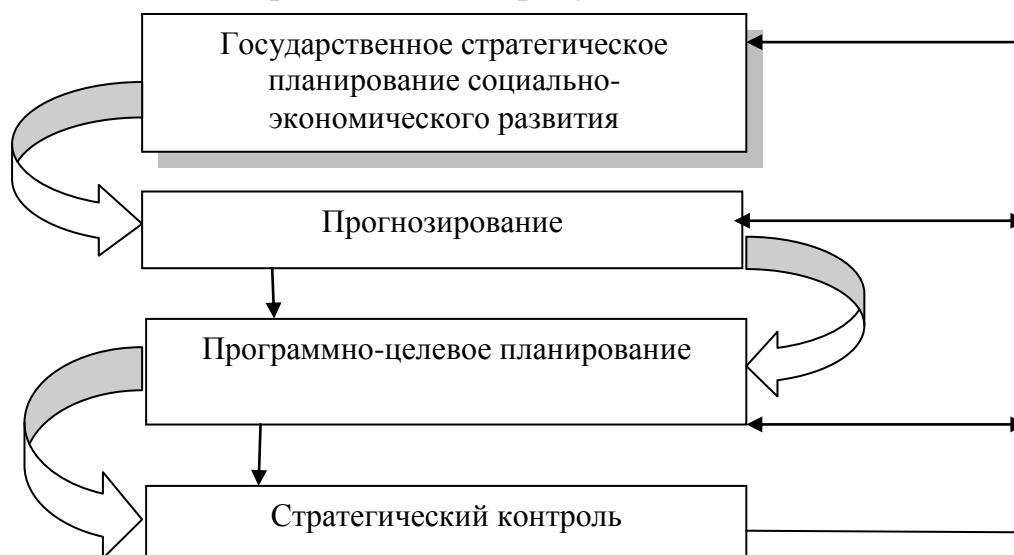 Государственное стратегическое
планирование социально-
экономического развития
Прогнозирование
Программно-целевое планирование
Стратегический контроль